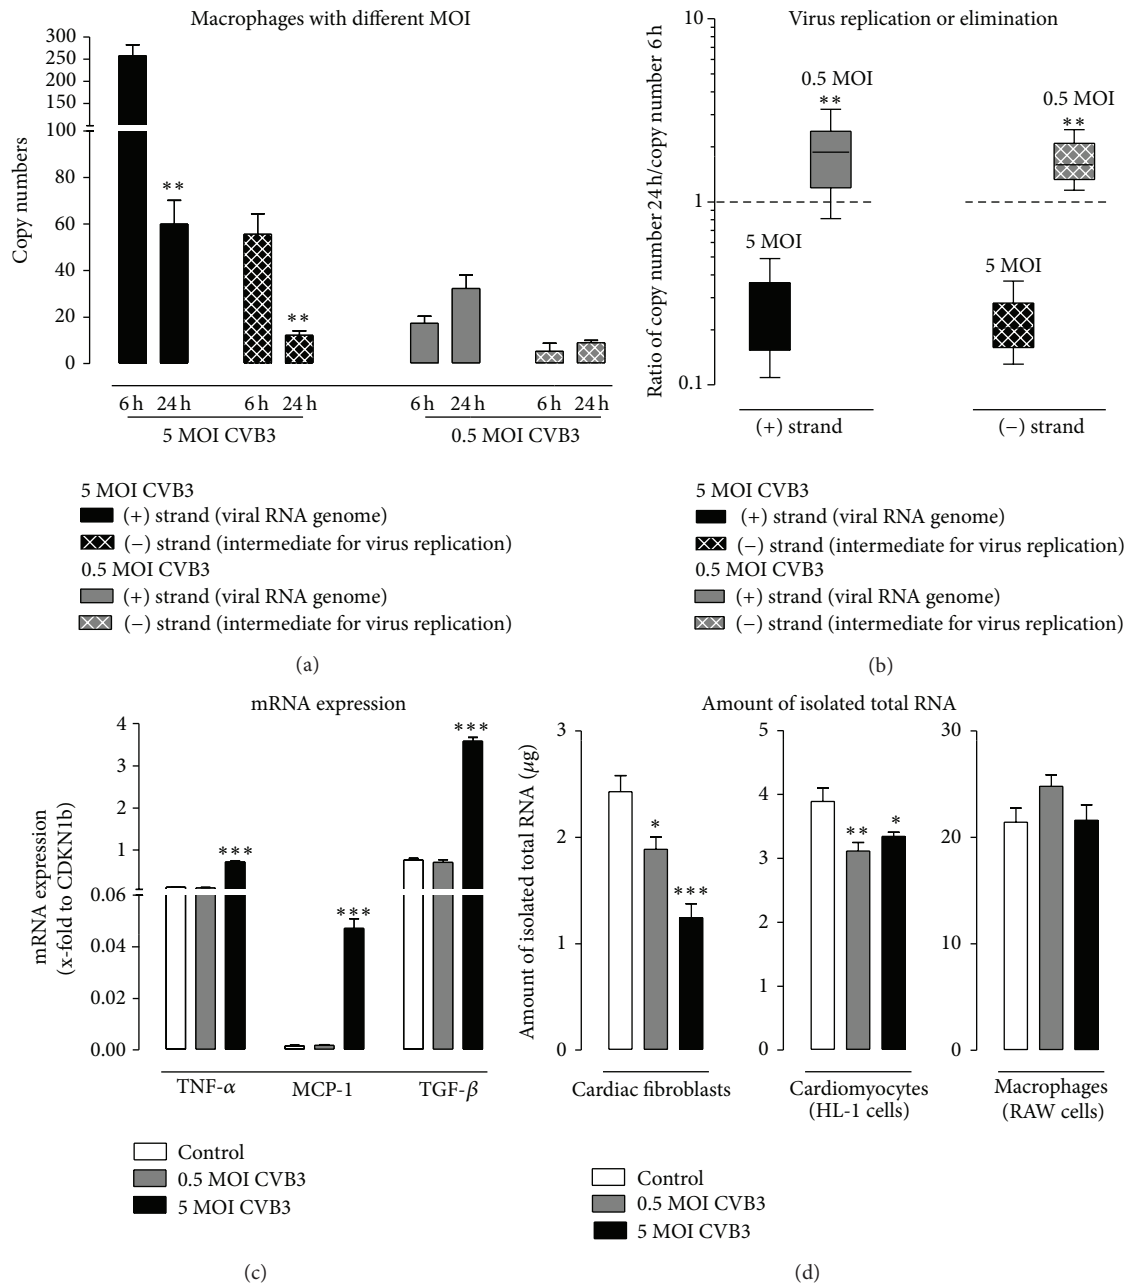 Macrophages with different MOI
Copy numbers
300
250
200
150
100
80
60
40
20
0
**
**
6 h 24 h 6 h 24 h 6 h 24 h 6 h 24 h
5 MOI CVB3 0.5 MOI CVB3
5 MOI CVB3
(+) strand (viral RNA genome)
(−) strand (intermediate for virus replication)
0.5 MOI CVB3
(+) strand (viral RNA genome)
(−) strand (intermediate for virus replication)
(a)
Virus replication or elimination
Ratio of copy number 24 h/copy number 6 h
10
1
0.1
0.5 MOI
**
5 MOI
0.5 MOI
**
5 MOI
(+) strand (−) strand
5 MOI CVB3
(+) strand (viral RNA genome)
(−) strand (intermediate for virus replication)
0.5 MOI CVB3
(+) strand (viral RNA genome)
(−) strand (intermediate for virus replication)
(b)
mRNA expression
mRNA expression
(x-fold to CDKN1b)
4
3
2
1
0.06
0.04
0.02
0.00
***
***
***
TNF-α MCP-1 TGF-β
Control
0.5 MOI CVB3
5 MOI CVB3
(c)
Amount of isolated total RNA
Amount of isolated total RNA (μg)
3
2
1
0
*
***
Cardiac fibroblasts
5
4
3
2
1
0
**
*
Cardiomyocytes
(HL-1 cells)
30
20
10
0
Macrophages
(RAW cells)
Control
0.5 MOI CVB3
5 MOI CVB3
(d)